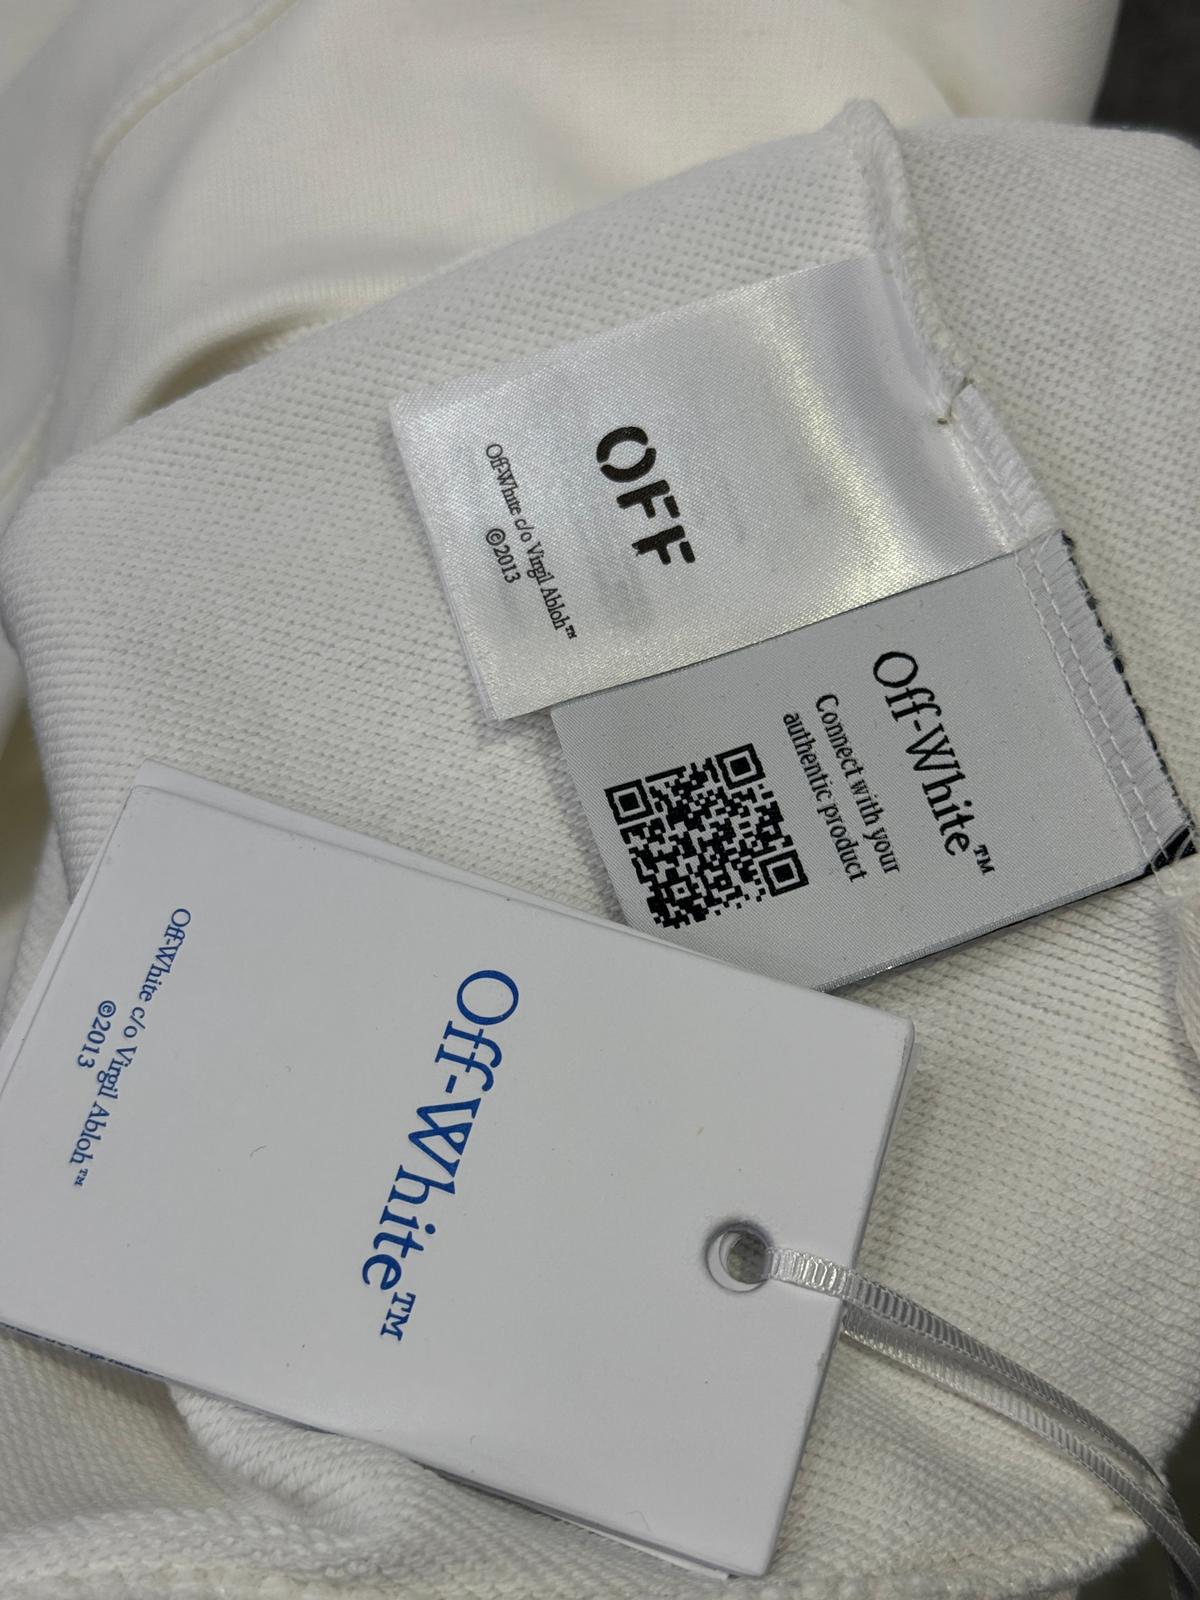 OFF
Off-White c/o Virgil Abloh™
©2013
Off-White™
Connect with your
authentic product
Off-White™
Off-White c/o Virgil Abloh™
©2013